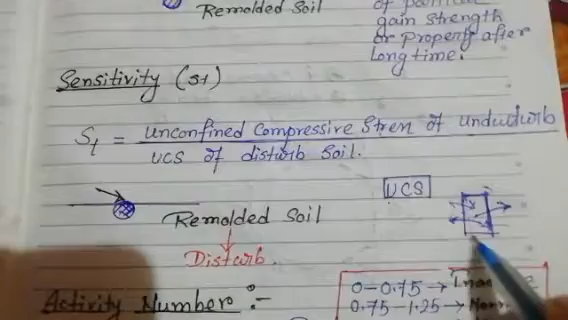 Remolded Soil
gain strength
or property after
long time.
Sensitivity (St)
St = Unconfined Compressive Stren of Undusturb
UCS of disturb Soil.
UCS
Remolded Soil
Disturb.
Activity Number :-
0-0.75 →
0.75-1.25 →